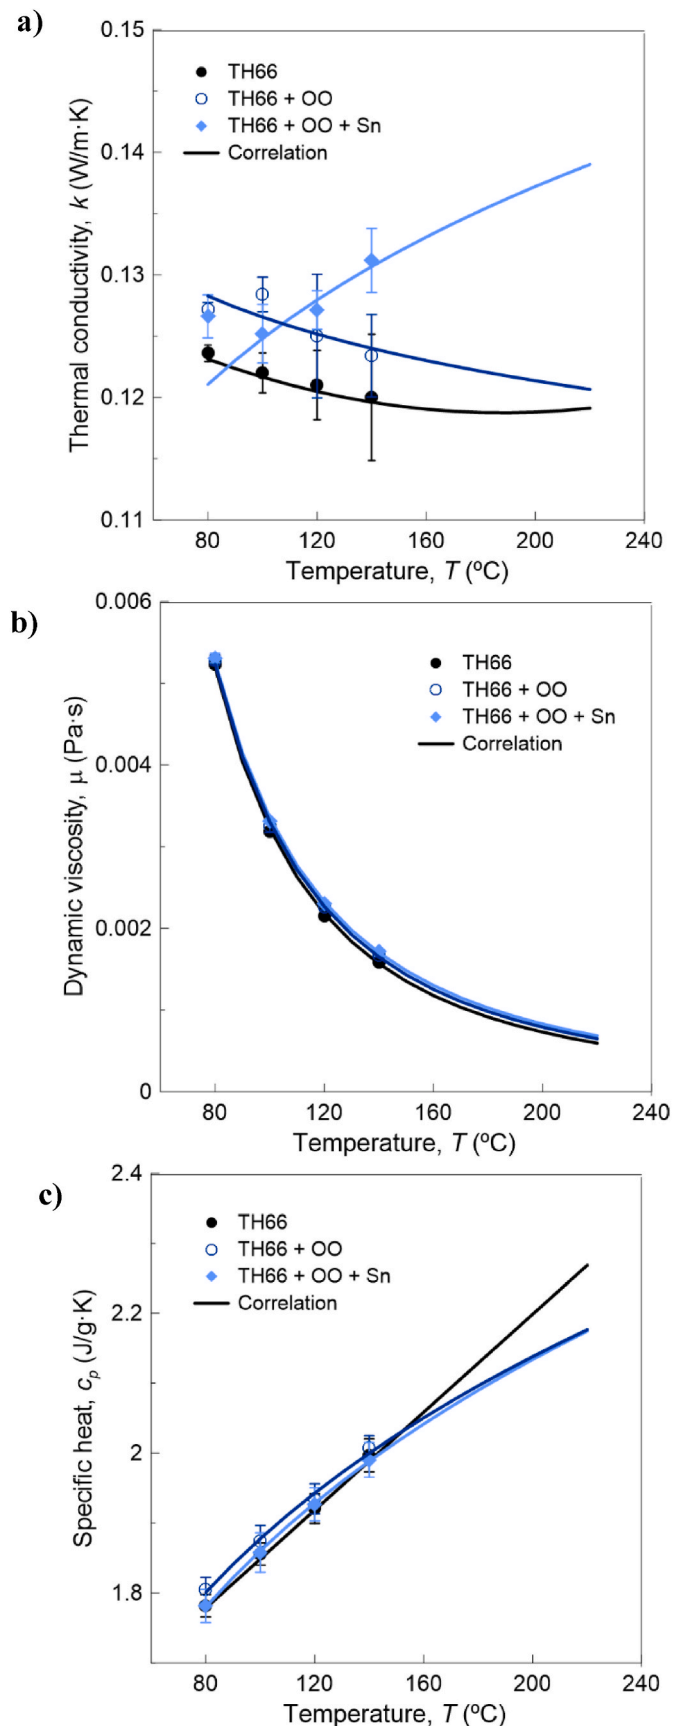 a)
0.15
0.14
0.13
0.12
0.11
Thermal conductivity, k (W/m·K)
TH66
TH66 + OO
TH66 + OO + Sn
Correlation
80 120 160 200 240
Temperature, T (ºC)
b)
0.006
0.004
0.002
0
Dynamic viscosity, μ (Pa·s)
TH66
TH66 + OO
TH66 + OO + Sn
Correlation
80 120 160 200 240
Temperature, T (ºC)
c)
2.4
2.2
2
1.8
Specific heat, cp (J/g·K)
TH66
TH66 + OO
TH66 + OO + Sn
Correlation
80 120 160 200 240
Temperature, T (ºC)